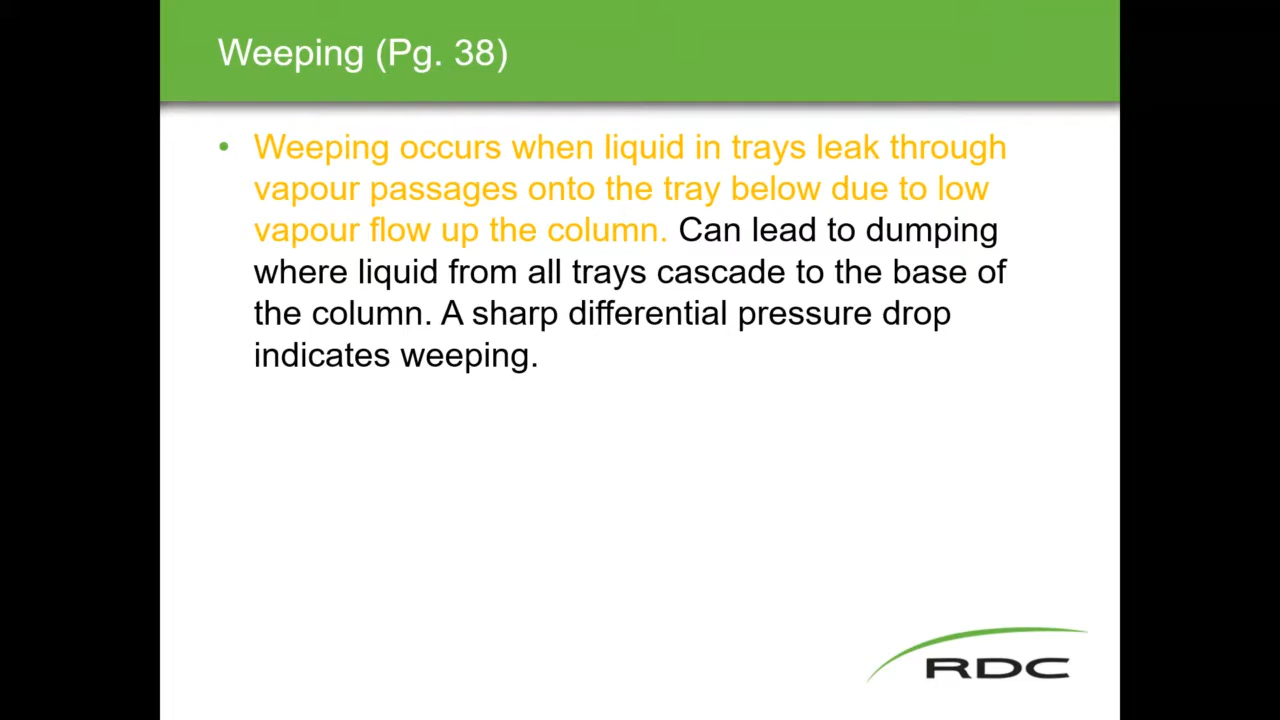 Weeping (Pg. 38)
• Weeping occurs when liquid in trays leak through
vapour passages onto the tray below due to low
vapour flow up the column. Can lead to dumping
where liquid from all trays cascade to the base of
the column. A sharp differential pressure drop
indicates weeping.
RDC